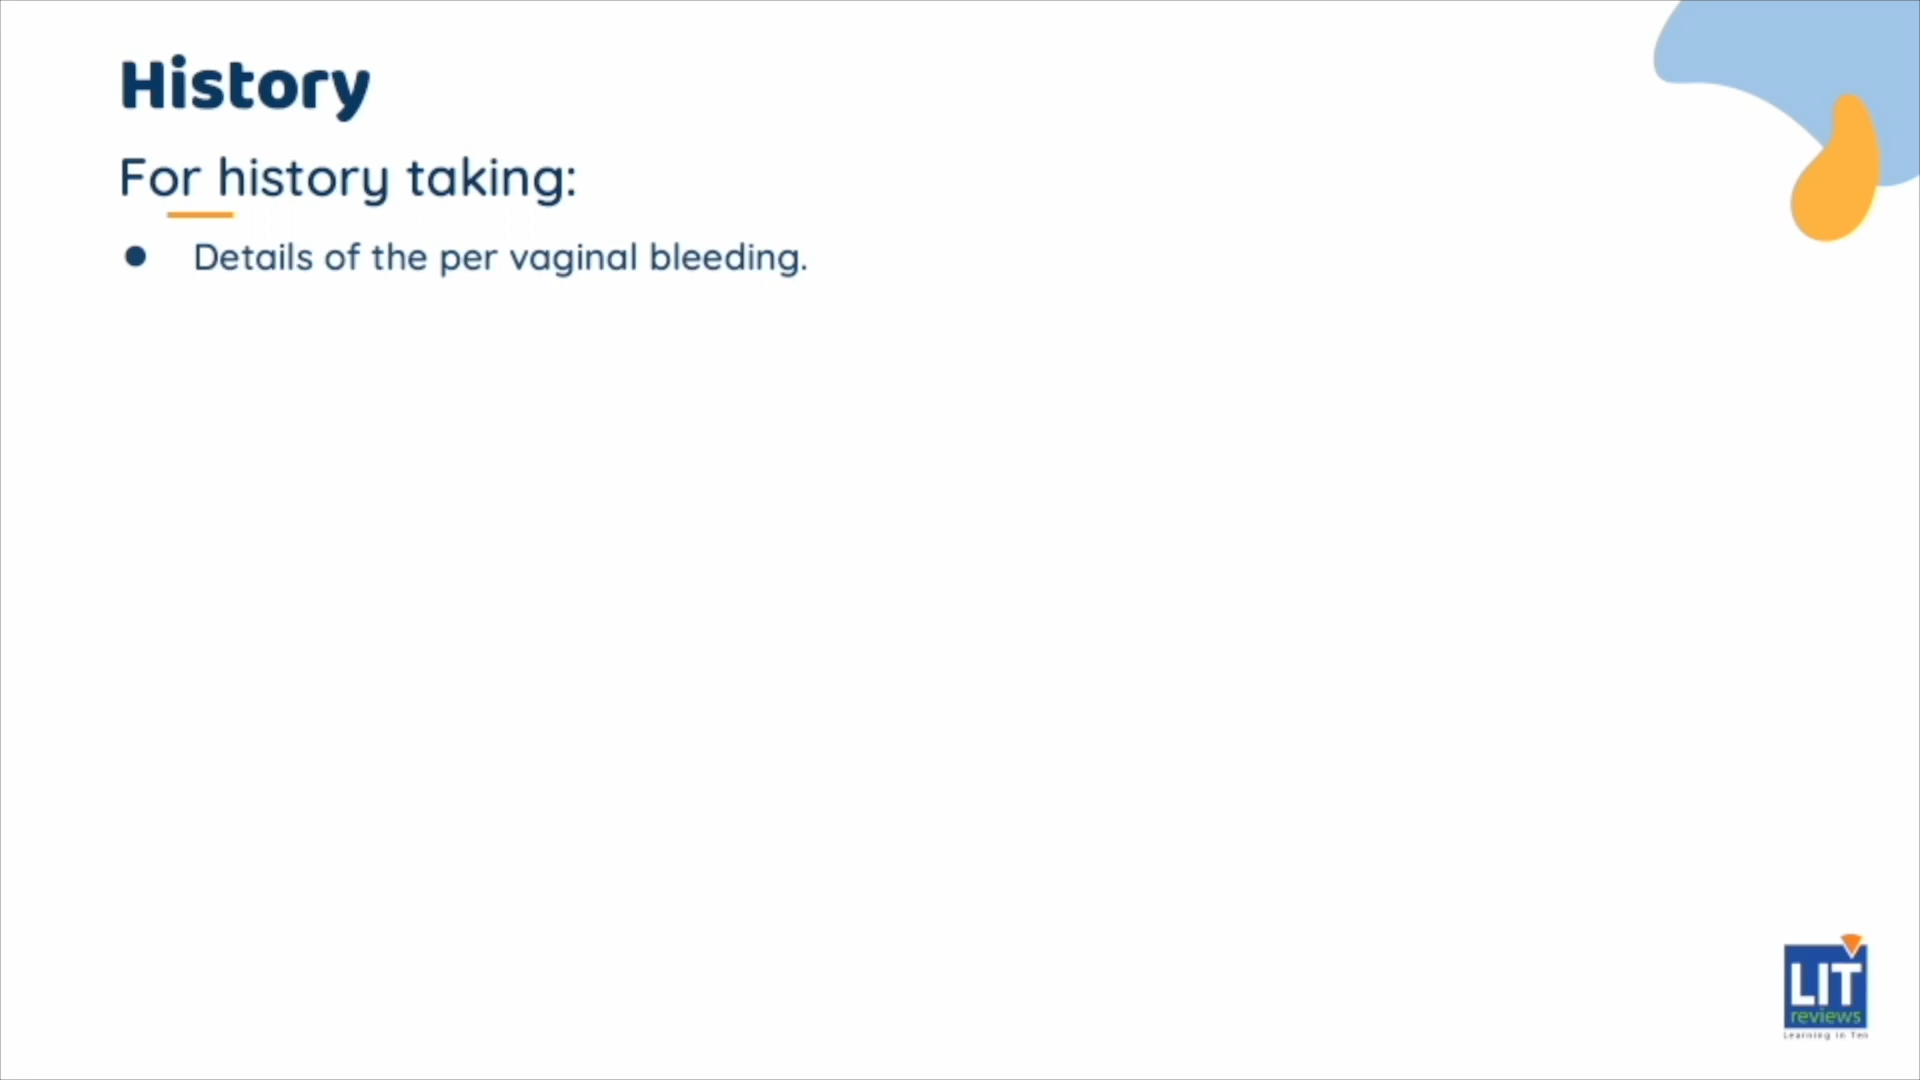 History
For history taking:
● Details of the per vaginal bleeding.
LIT
reviews
Learning in Ten